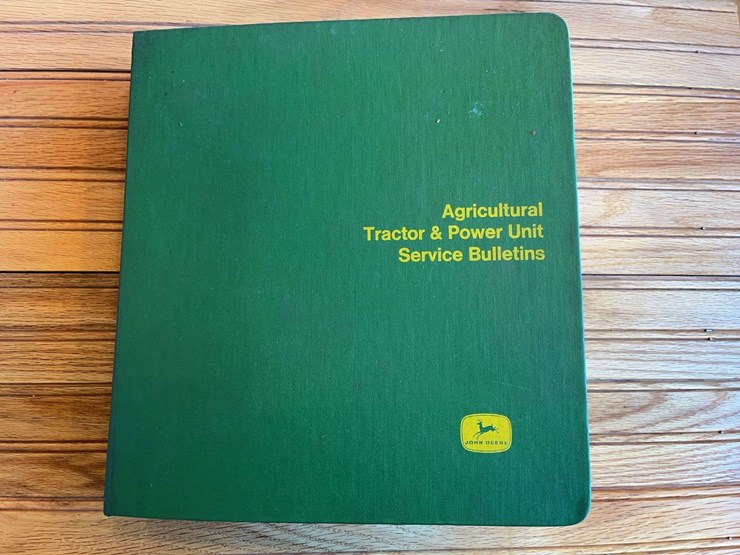 Agricultural
Tractor & Power Unit
Service Bulletins
JOHN DEERE